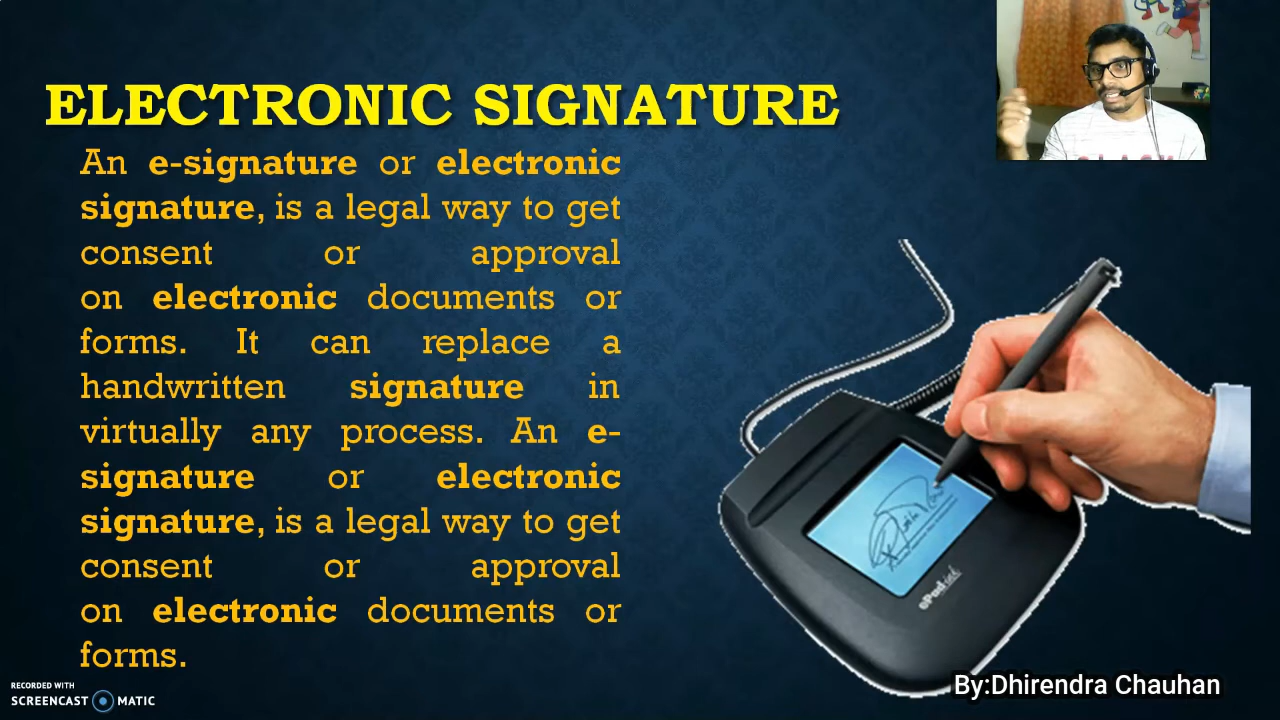 ELECTRONIC SIGNATURE
An e-signature or electronic
signature, is a legal way to get
consent or approval
on electronic documents or
forms. It can replace a
handwritten signature in
virtually any process. An e-
signature or electronic
signature, is a legal way to get
consent or approval
on electronic documents or
forms.
ePad
RECORDED WITH
SCREENCAST MATIC
By:Dhirendra Chauhan